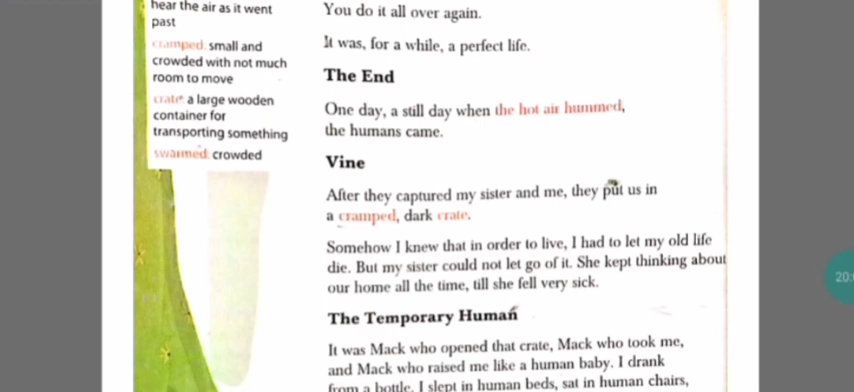 hear the air as it went
past
cramped: small and
crowded with not much
room to move
crate: a large wooden
container for
transporting something
swarmed: crowded
You do it all over again.
It was, for a while, a perfect life.
The End
One day, a still day when the hot air hummed,
the humans came.
Vine
After they captured my sister and me, they put us in
a cramped, dark crate.
Somehow I knew that in order to live, I had to let my old life
die. But my sister could not let go of it. She kept thinking about
our home all the time, till she fell very sick.
The Temporary Human
It was Mack who opened that crate, Mack who took me,
and Mack who raised me like a human baby. I drank
from a bottle, I slept in human beds, sat in human chairs,
20: